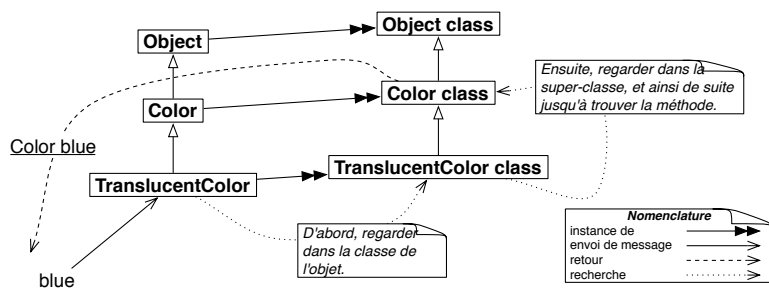 Object
Object class
Color
Color class
Color blue
TranslucentColor
TranslucentColor class
blue
Ensuite, regarder dans la
super-classe, et ainsi de suite
jusqu'à trouver la méthode.
D'abord, regarder
dans la classe de
l'objet.
Nomenclature
instance de
envoi de message
retour
recherche